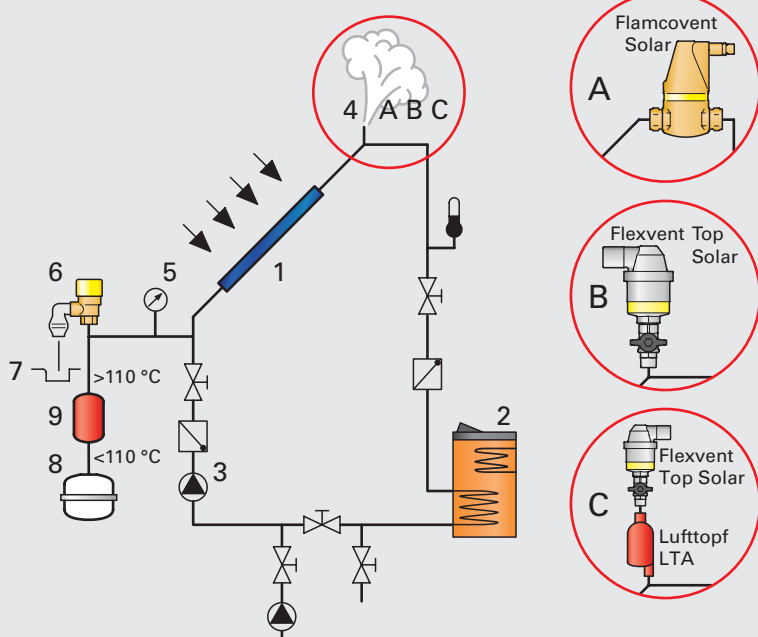 Flamcovent
Solar
A
4 A B C
5
6
1
Flexvent Top
Solar
B
7
>110 °C
9
8
<110 °C
3
2
Flexvent
Top Solar
C
Lufttopf
LTA